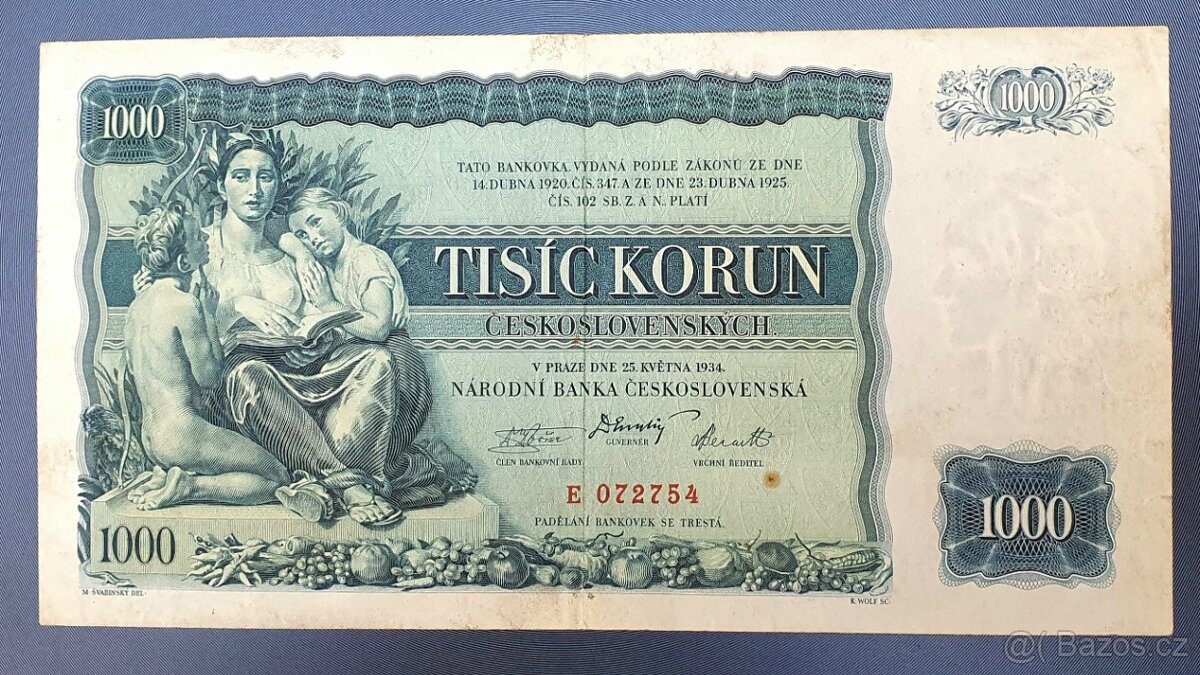 1000
1000
TATO BANKOVKA, VYDANÁ PODLE ZÁKONŮ ZE DNE
14. DUBNA 1920. ČÍS. 347. A ZE DNE 23. DUBNA 1925.
ČÍS. 102 SB. Z. A N. PLATÍ
TISÍC KORUN
ČESKOSLOVENSKÝCH.
V PRAZE DNE 25. KVĚTNA 1934.
NÁRODNÍ BANKA ČESKOSLOVENSKÁ
ČLEN BANKOVNÍ RADY
GUVERNÉR
VRCHNÍ ŘEDITEL
E 072754
PADĚLÁNÍ BANKOVEK SE TRESTÁ.
1000
1000
M. ŠVABINSKÝ DEL.
K. WOLF SC.
@( Bazos.cz